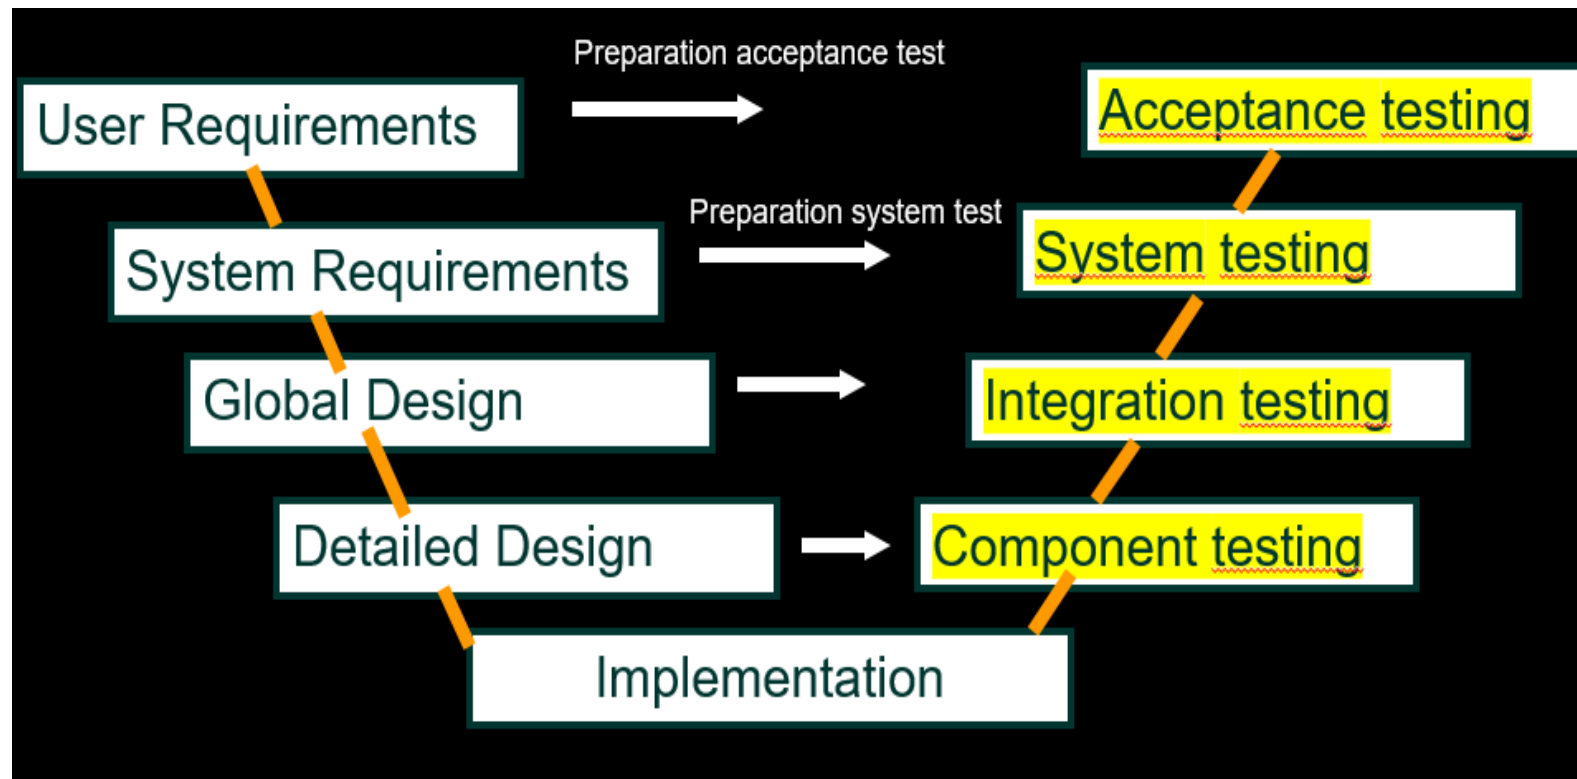 Preparation acceptance test
User Requirements
Acceptance testing
Preparation system test
System Requirements
System testing
Global Design
Integration testing
Detailed Design
Component testing
Implementation